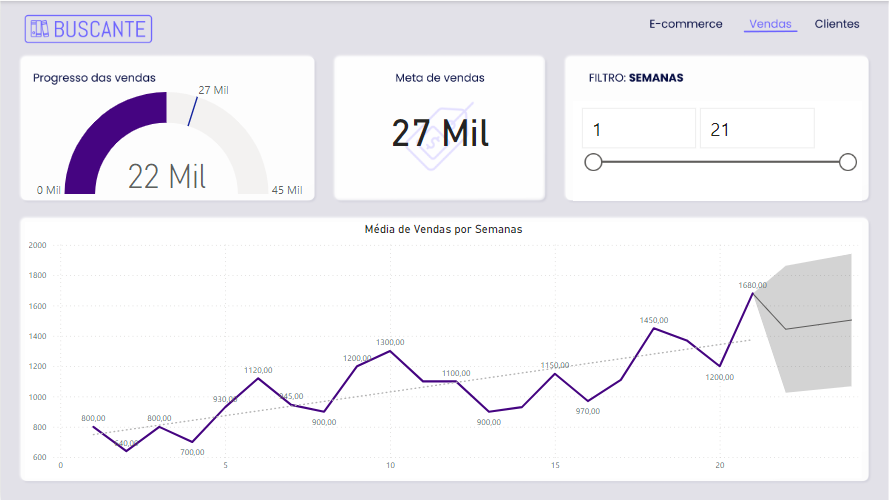 BUSCANTE
E-commerce
Vendas
Clientes
Progresso das vendas
27 Mil
22 Mil
0 Mil
45 Mil
Meta de vendas
27 Mil
FILTRO: SEMANAS
1
21
Média de Vendas por Semanas
2000
1800
1600
1400
1200
1000
800
600
800,00
640,00
800,00
700,00
930,00
1120,00
945,00
900,00
1200,00
1300,00
1100,00
900,00
1150,00
970,00
1450,00
1200,00
1680,00
0
5
10
15
20